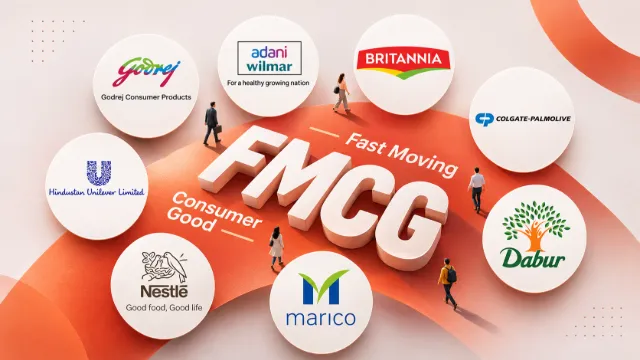 Godrej
Godrej Consumer Products
adani
wilmar
For a healthy growing nation
BRITANNIA
CP COLGATE-PALMOLIVE
Hindustan Unilever Limited
Fast Moving
FMCG
Consumer
Good
Dabur
Nestlé
Good food, Good life
marico